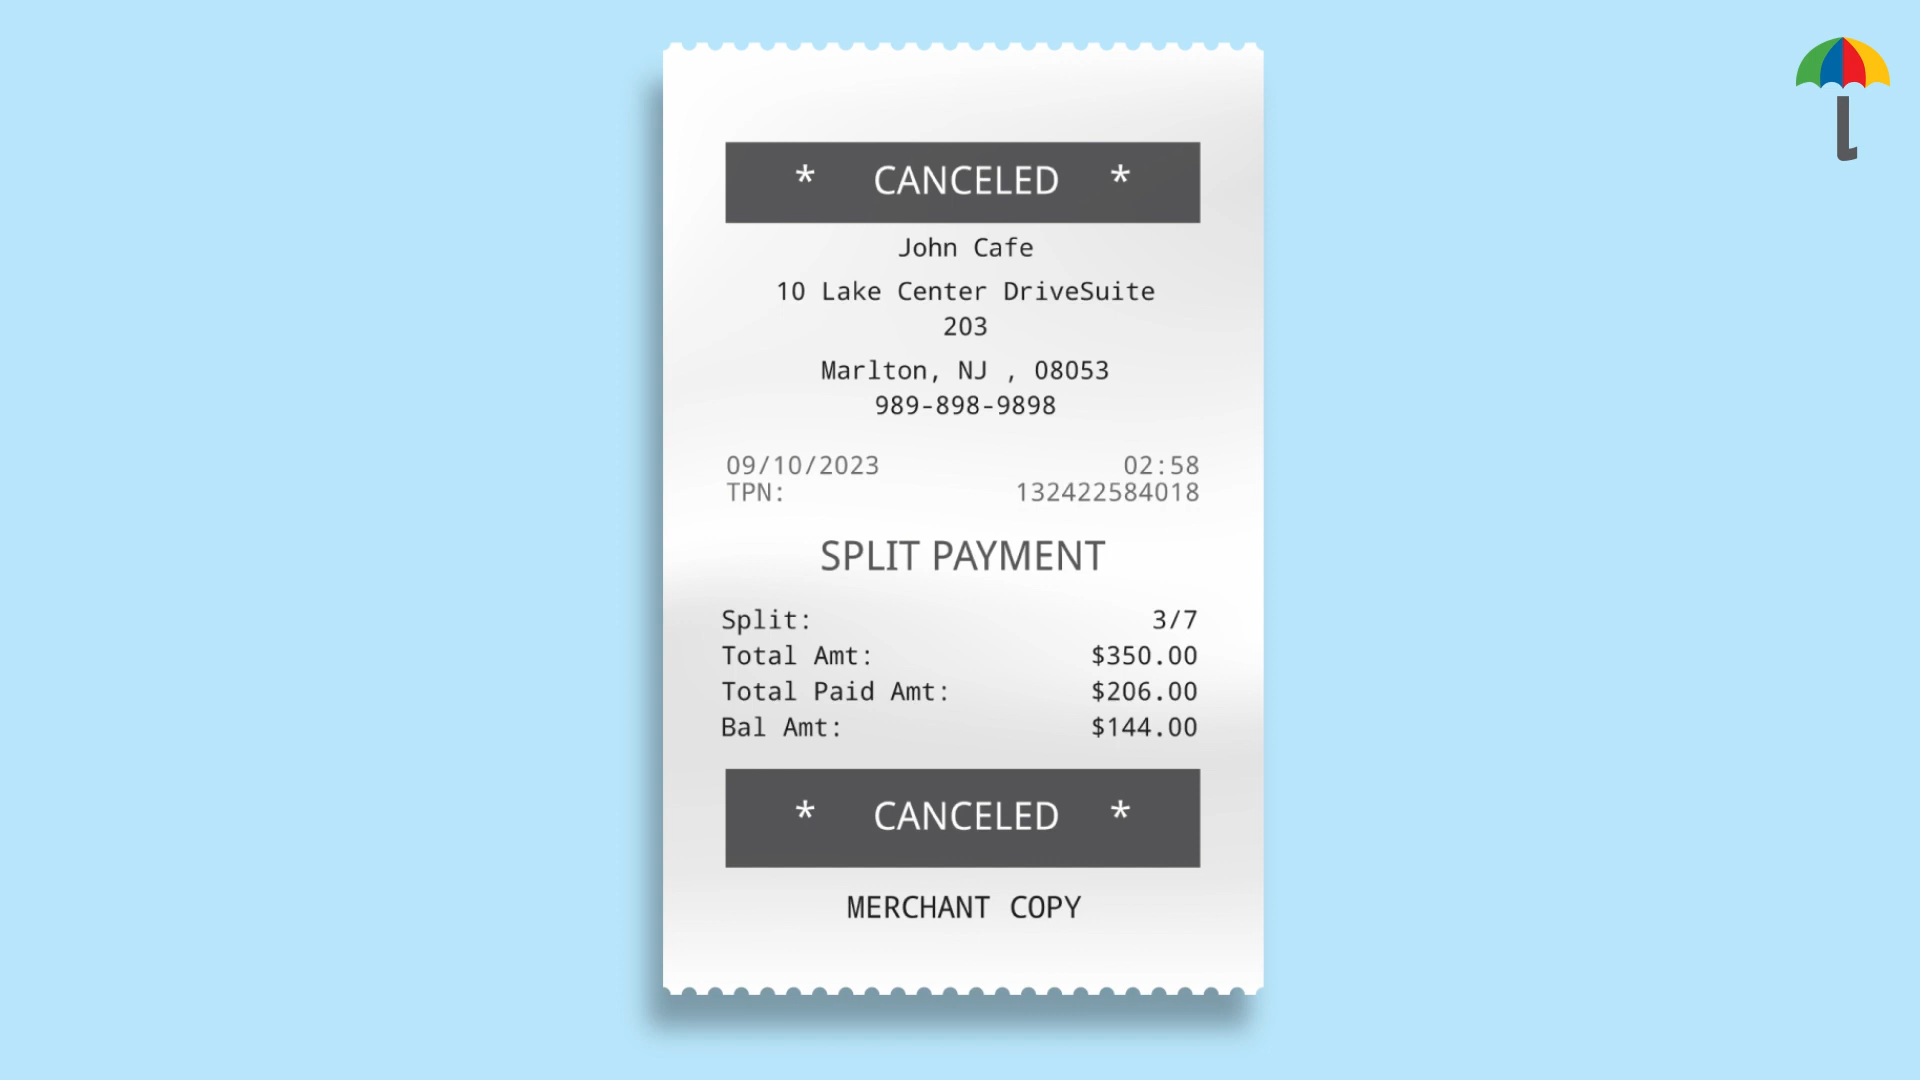 * CANCELED *
John Cafe
10 Lake Center DriveSuite
203
Marlton, NJ , 08053
989-898-9898
09/10/2023 02:58
TPN: 132422584018
SPLIT PAYMENT
Split: 3/7
Total Amt: $350.00
Total Paid Amt: $206.00
Bal Amt: $144.00
* CANCELED *
MERCHANT COPY